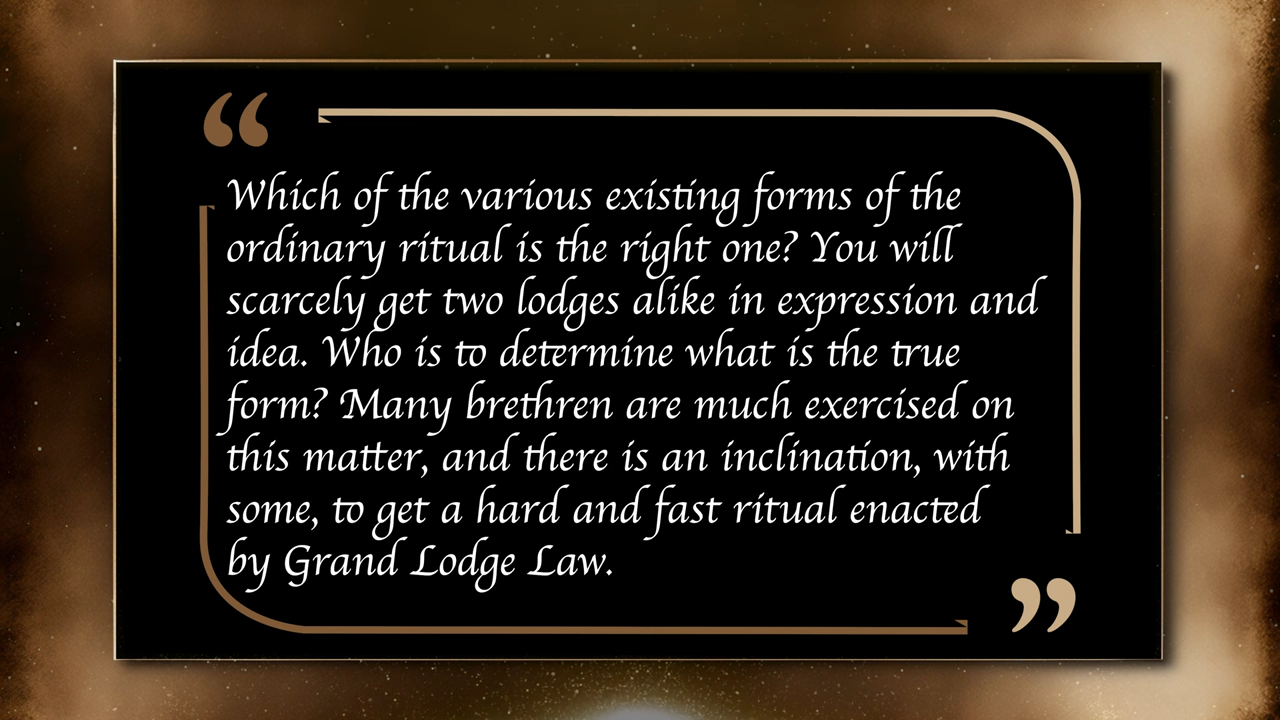 “
Which of the various existing forms of the
ordinary ritual is the right one? You will
scarcely get two lodges alike in expression and
idea. Who is to determine what is the true
form? Many brethren are much exercised on
this matter, and there is an inclination, with
some, to get a hard and fast ritual enacted
by Grand Lodge Law.
”